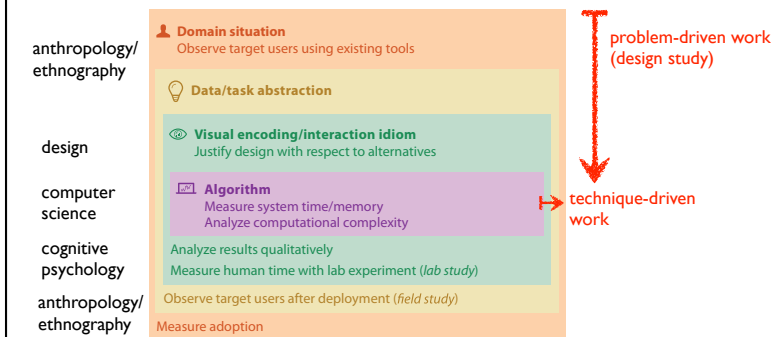 Domain situation
Observe target users using existing tools
problem-driven work
(design study)
anthropology/
ethnography
Data/task abstraction
Visual encoding/interaction idiom
Justify design with respect to alternatives
design
Algorithm
Measure system time/memory
Analyze computational complexity
computer
science
technique-driven
work
cognitive
psychology
Analyze results qualitatively
Measure human time with lab experiment (lab study)
anthropology/
ethnography
Observe target users after deployment (field study)
Measure adoption